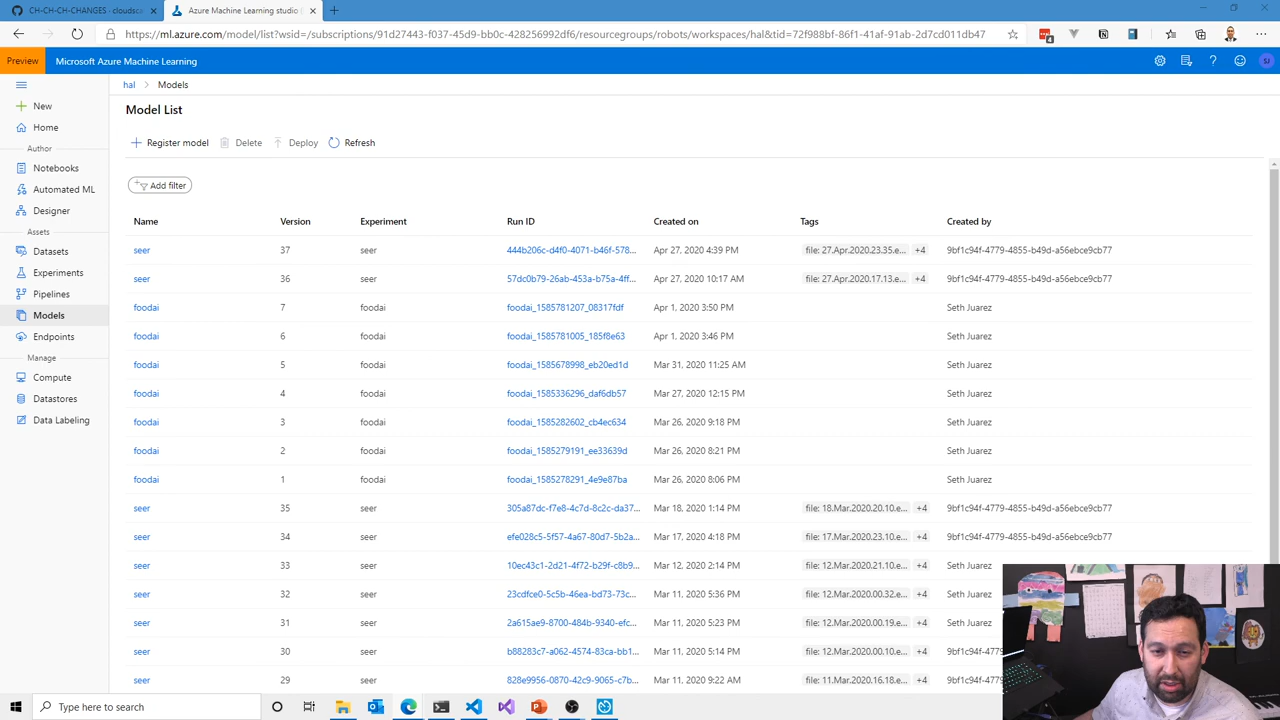 CH-CH-CH-CHANGES - cloudsca
Azure Machine Learning studio (
https://ml.azure.com/model/list?wsid=/subscriptions/91d27443-f037-45d9-bb0c-428256992df6/resourcegroups/robots/workspaces/hal&tid=72f988bf-86f1-41af-91ab-2d7cd011db47
Preview
Microsoft Azure Machine Learning
SJ
hal > Models
New
Home
Author
Notebooks
Automated ML
Designer
Assets
Datasets
Experiments
Pipelines
Models
Endpoints
Manage
Compute
Datastores
Data Labeling
Model List
Register model Delete Deploy Refresh
Add filter
Name Version Experiment Run ID Created on Tags Created by
seer 37 seer 444b206c-d4f0-4071-b46f-578... Apr 27, 2020 4:39 PM file: 27.Apr.2020.23.35.e... +4 9bf1c94f-4779-4855-b49d-a56ebce9cb77
seer 36 seer 57dc0b79-26ab-453a-b75a-4ff... Apr 27, 2020 10:17 AM file: 27.Apr.2020.17.13.e... +4 9bf1c94f-4779-4855-b49d-a56ebce9cb77
foodai 7 foodai foodai_1585781207_08317fdf Apr 1, 2020 3:50 PM Seth Juarez
foodai 6 foodai foodai_1585781005_185f8e63 Apr 1, 2020 3:46 PM Seth Juarez
foodai 5 foodai foodai_1585678998_eb20ed1d Mar 31, 2020 11:25 AM Seth Juarez
foodai 4 foodai foodai_1585336296_daf6db57 Mar 27, 2020 12:15 PM Seth Juarez
foodai 3 foodai foodai_1585282602_cb4ec634 Mar 26, 2020 9:18 PM Seth Juarez
foodai 2 foodai foodai_1585279191_ee33639d Mar 26, 2020 8:21 PM Seth Juarez
foodai 1 foodai foodai_1585278291_4e9e87ba Mar 26, 2020 8:06 PM Seth Juarez
seer 35 seer 305a87dc-f7e8-4c7d-8c2c-da37... Mar 18, 2020 1:14 PM file: 18.Mar.2020.20.10.e... +4 9bf1c94f-4779-4855-b49d-a56ebce9cb77
seer 34 seer efe028c5-5f57-4a67-80d7-5b2a... Mar 17, 2020 4:18 PM file: 17.Mar.2020.23.10.e... +4 9bf1c94f-4779-4855-b49d-a56ebce9cb77
seer 33 seer 10ec43c1-2d21-4f72-b29f-c8b9... Mar 12, 2020 2:14 PM file: 12.Mar.2020.21.10.e... +4 Seth Juarez
seer 32 seer 23cdfce0-5c5b-46ea-bd73-73c... Mar 11, 2020 5:36 PM file: 12.Mar.2020.00.32.e... +4 Seth Juarez
seer 31 seer 2a615ae9-8700-484b-9340-efc... Mar 11, 2020 5:23 PM file: 12.Mar.2020.00.19.e... +4 Seth Juarez
seer 30 seer b88283c7-a062-4574-83ca-bb1... Mar 11, 2020 5:14 PM file: 12.Mar.2020.00.10.e... +4 9bf1c94f-4779
seer 29 seer 828e9956-0870-42c9-9065-c7b... Mar 11, 2020 9:22 AM file: 11.Mar.2020.16.18.e... +4 9bf1c94f-4779
Type here to search